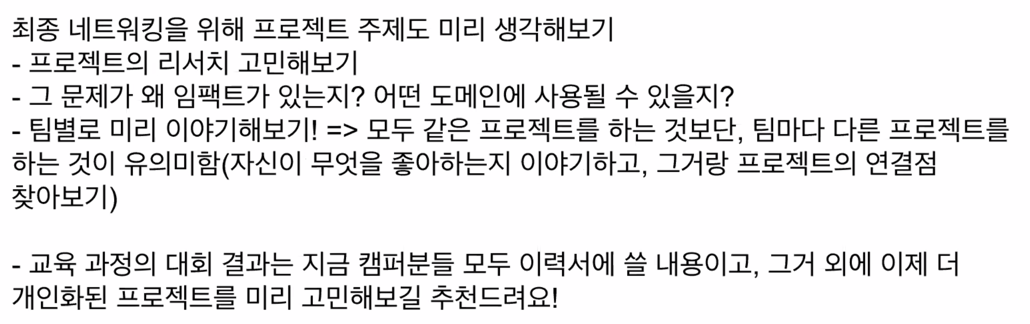 최종 네트워킹을 위해 프로젝트 주제도 미리 생각해보기
- 프로젝트의 리서치 고민해보기
- 그 문제가 왜 임팩트가 있는지? 어떤 도메인에 사용될 수 있을지?
- 팀별로 미리 이야기해보기! => 모두 같은 프로젝트를 하는 것보단, 팀마다 다른 프로젝트를
하는 것이 유의미함(자신이 무엇을 좋아하는지 이야기하고, 그거랑 프로젝트의 연결점
찾아보기)
- 교육 과정의 대회 결과는 지금 캠퍼분들 모두 이력서에 쓸 내용이고, 그거 외에 이제 더
개인화된 프로젝트를 미리 고민해보길 추천드려요!